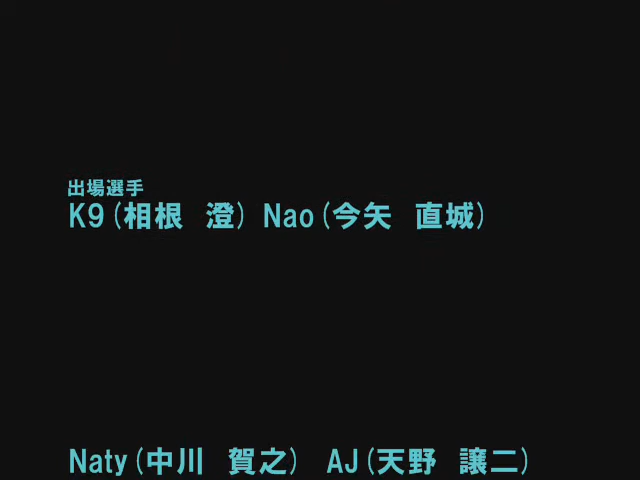 出場選手
K9(相根　澄) Nao(今矢　直城)
Naty(中川　賀之)　AJ(天野　譲二)